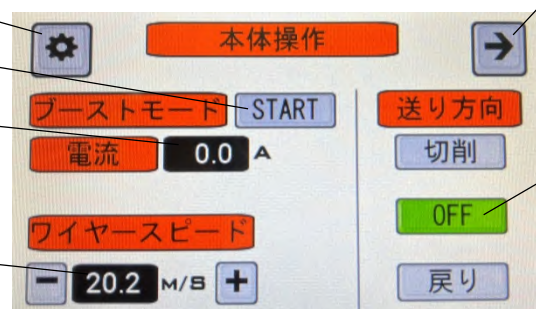 本体操作
ブーストモード START
電流 0.0 A
ワイヤースピード
− 20.2 M/S +
送り方向
切削
OFF
戻り